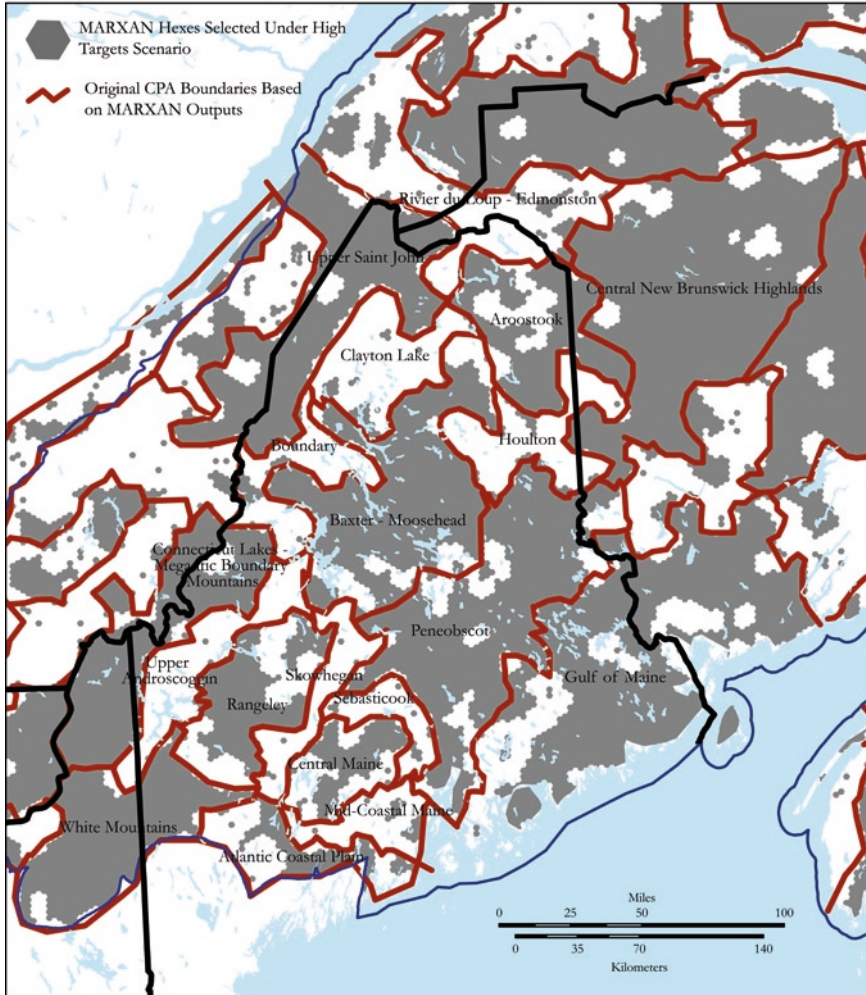 MARXAN Hexes Selected Under High
Targets Scenario
Original CPA Boundaries Based
on MARXAN Outputs
Rivier du Loup - Edmonston
Upper Saint John
Central New Brunswick Highlands
Aroostook
Clayton Lake
Houlton
Boundary
Baxter - Moosehead
Connecticut Lakes -
Megantic Boundary
Mountains
Peneobscot
Upper
Androscoggin
Skowhegan
Gulf of Maine
Sebasticook
Rangeley
Central Maine
Mid-Coastal Maine
White Mountains
Atlantic Coastal Plain
Miles
0 25 50 100
0 35 70 140
Kilometers